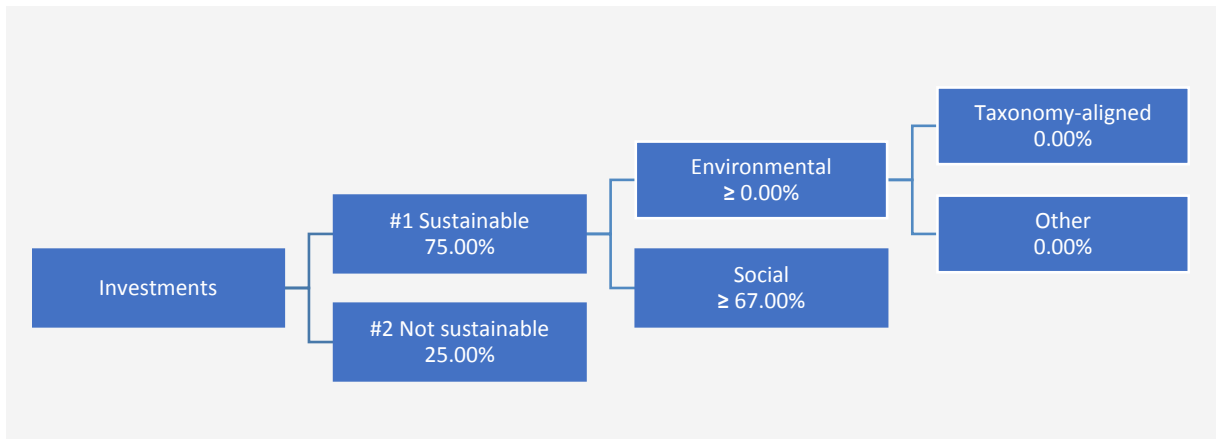 Investments
#1 Sustainable
75.00%
#2 Not sustainable
25.00%
Environmental
≥ 0.00%
Social
≥ 67.00%
Taxonomy-aligned
0.00%
Other
0.00%